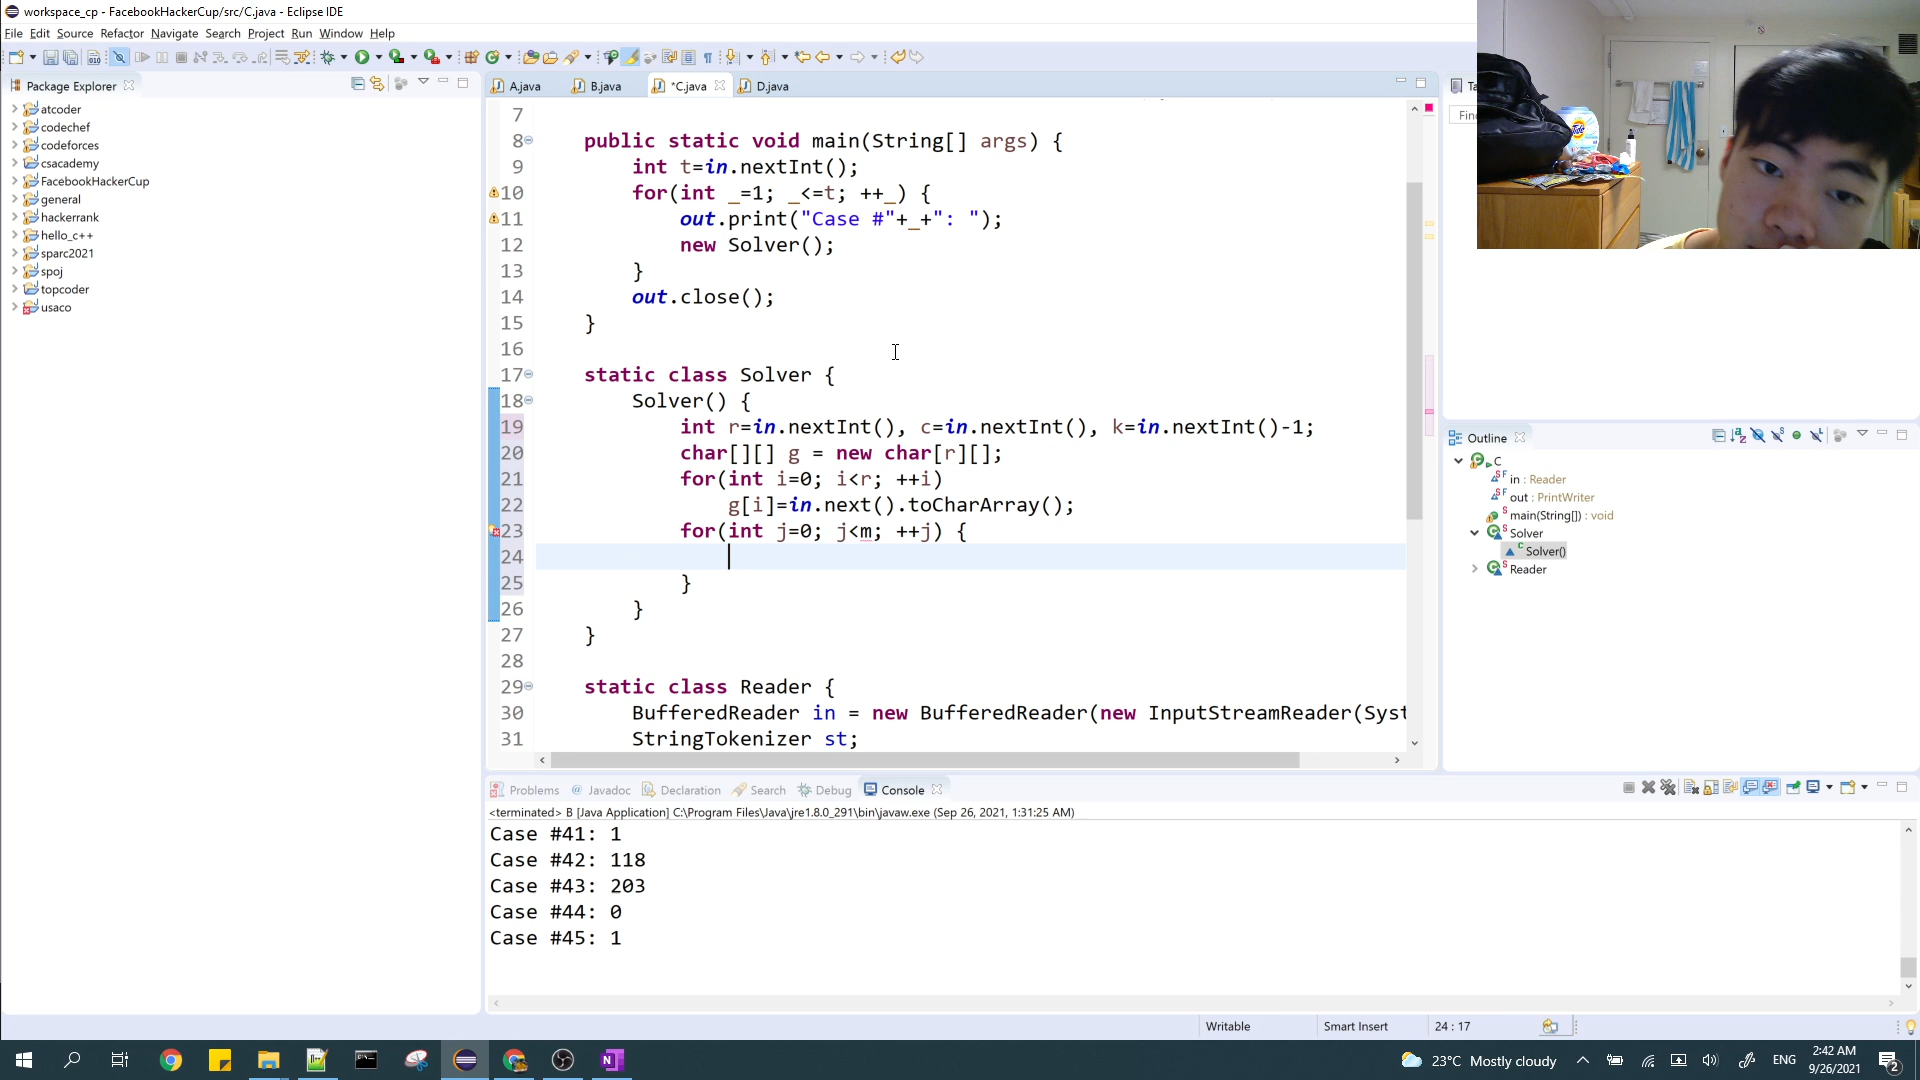 workspace_cp - FacebookHackerCup/src/C.java - Eclipse IDE
File Edit Source Refactor Navigate Search Project Run Window Help
Package Explorer
A.java B.java *C.java D.java
atcoder
codechef
codeforces
csacademy
FacebookHackerCup
general
hackerrank
hello_c++
sparc2021
spoj
topcoder
usaco
7
8 public static void main(String[] args) {
9 int t=in.nextInt();
10 for(int _=1; _<=t; ++_) {
11 out.print("Case #"+_+": ");
12 new Solver();
13 }
14 out.close();
15 }
16
17 static class Solver {
18 Solver() {
19 int r=in.nextInt(), c=in.nextInt(), k=in.nextInt()-1;
20 char[][] g = new char[r][];
21 for(int i=0; i<r; ++i)
22 g[i]=in.next().toCharArray();
23 for(int j=0; j<m; ++j) {
24
25 }
26 }
27 }
28
29 static class Reader {
30 BufferedReader in = new BufferedReader(new InputStreamReader(Syst
31 StringTokenizer st;
Ta
Fin
Tide
Outline
C
in : Reader
out : PrintWriter
main(String[]) : void
Solver
Solver()
Reader
Problems Javadoc Declaration Search Debug Console
<terminated> B [Java Application] C:\Program Files\Java\jre1.8.0_291\bin\javaw.exe (Sep 26, 2021, 1:31:25 AM)
Case #41: 1
Case #42: 118
Case #43: 203
Case #44: 0
Case #45: 1
Writable Smart Insert 24 : 17
23°C Mostly cloudy ENG 2:42 AM
9/26/2021 2